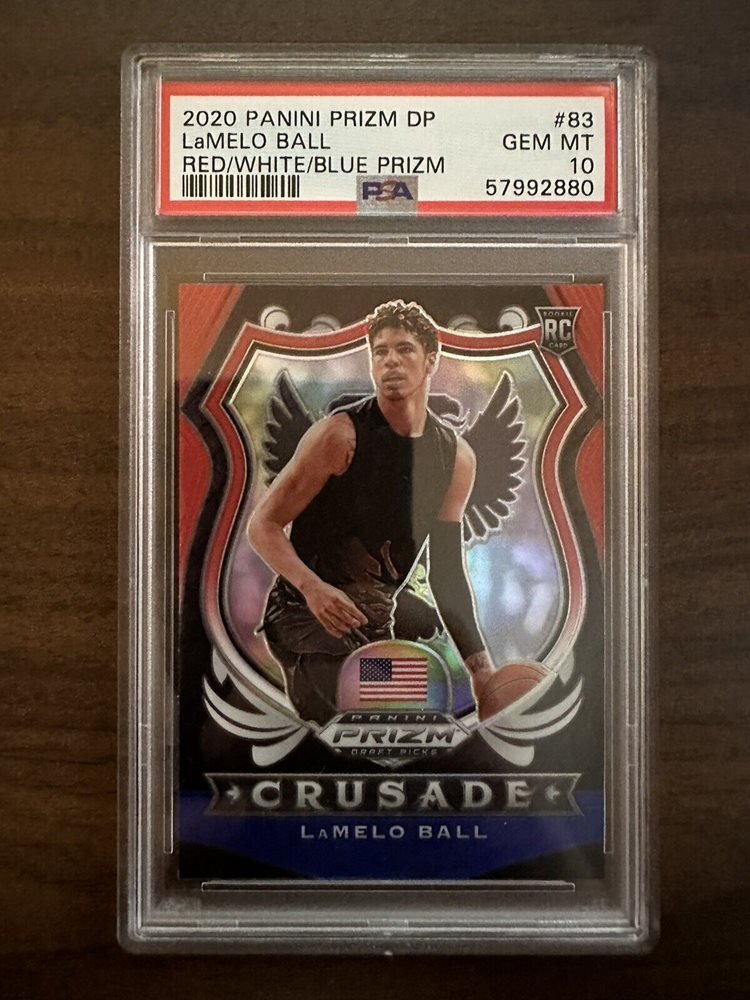 2020 PANINI PRIZM DP #83
LaMELO BALL GEM MT
RED/WHITE/BLUE PRIZM 10
PSA 57992880
ROOKIE
RC
CARD
PANINI
PRIZM
DRAFT PICKS
CRUSADE
LaMELO BALL